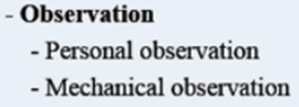 - Observation
- Personal observation
- Mechanical observation